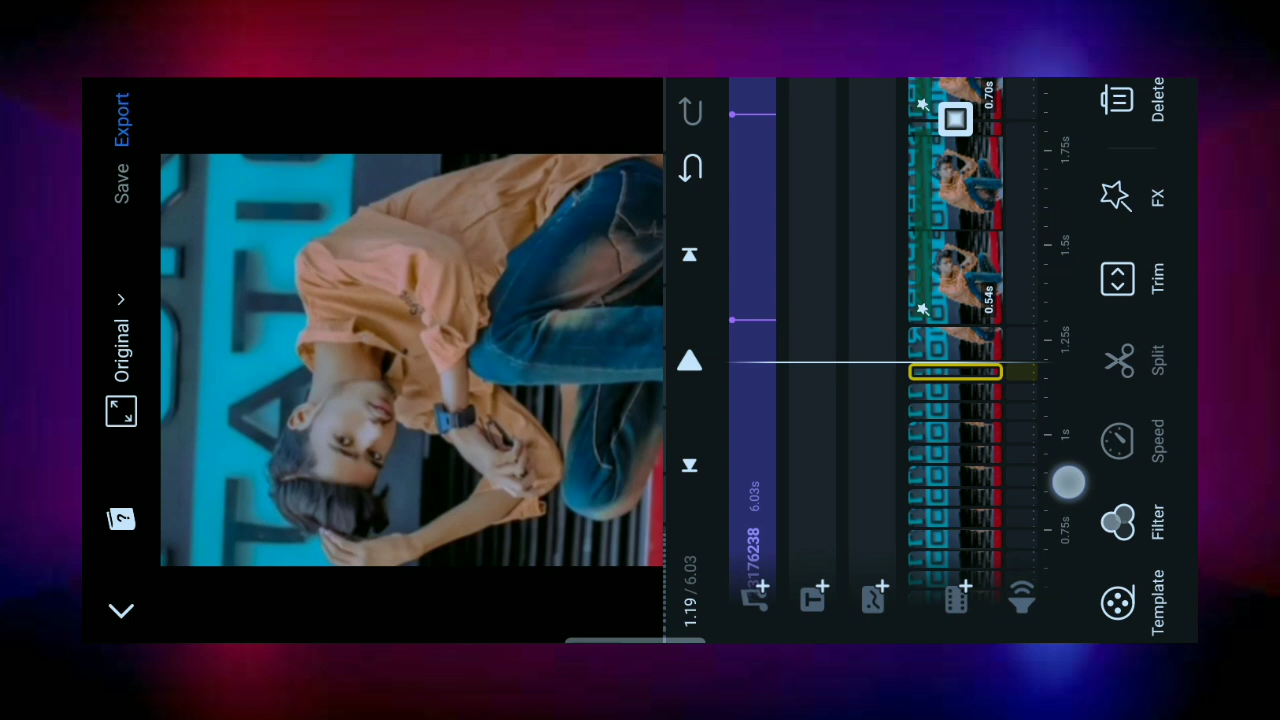 Original
Save
Export
1.19 / 6.03
3176238
6.03s
0.54s
0.70s
0.75s
1s
1.25s
1.5s
1.75s
Template
Filter
Speed
Split
Trim
FX
Delete